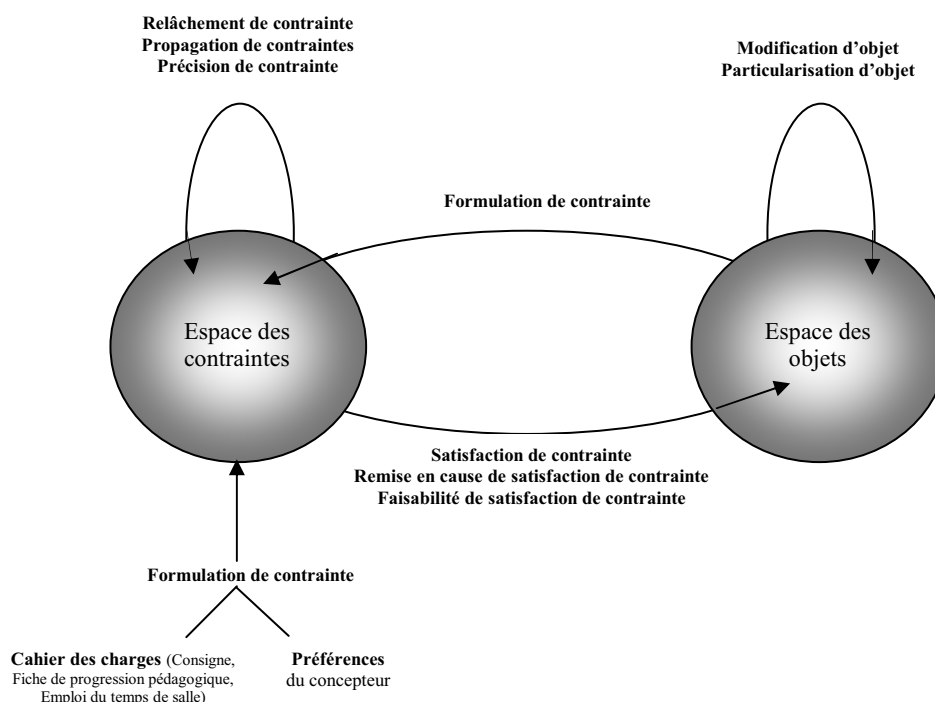 Relâchement de contrainte
Propagation de contraintes
Précision de contrainte
Modification d’objet
Particularisation d’objet
Formulation de contrainte
Espace des
contraintes
Espace des
objets
Satisfaction de contrainte
Remise en cause de satisfaction de contrainte
Faisabilité de satisfaction de contrainte
Formulation de contrainte
Cahier des charges (Consigne,
Fiche de progression pédagogique,
Emploi du temps de salle)
Préférences
du concepteur